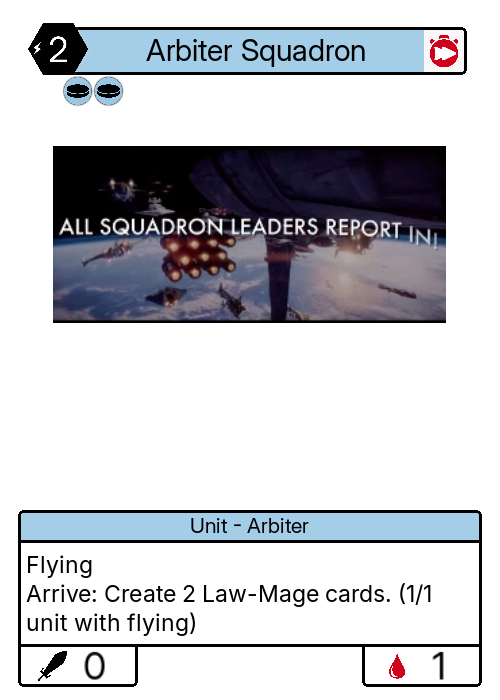 2
Arbiter Squadron
ALL SQUADRON LEADERS REPORT IN!
Unit - Arbiter
Flying
Arrive: Create 2 Law-Mage cards. (1/1
unit with flying)
0
1